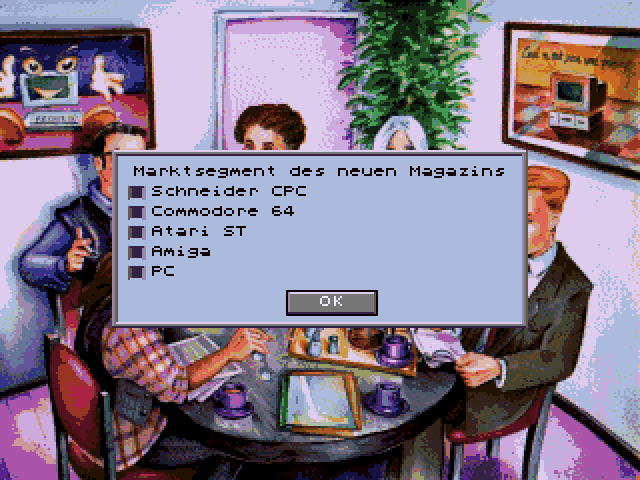 Marktsegment des neuen Magazins
Schneider CPC
Commodore 64
Atari ST
Amiga
PC
OK